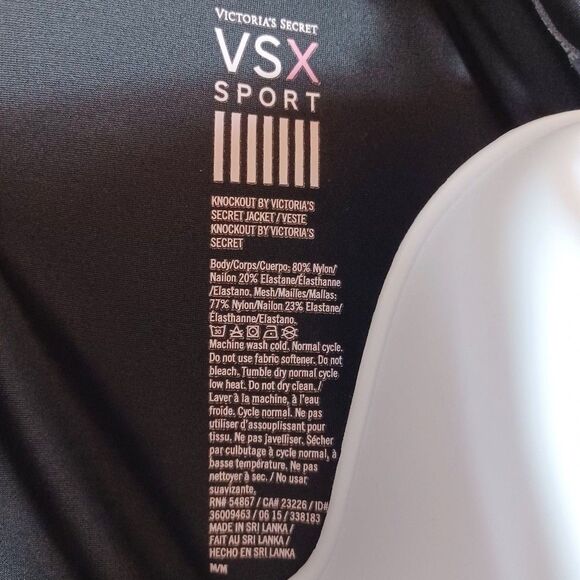 VICTORIA'S SECRET
VSX
SPORT
KNOCKOUT BY VICTORIA'S
SECRET JACKET / VESTE
KNOCKOUT BY VICTORIA'S
SECRET
Body/Corps/Cuerpo: 80% Nylon/
Nailon 20% Elastane/Élasthanne
/Elastano. Mesh/Mailles/Mallas:
77% Nylon/Nailon 23% Elastane/
Élasthanne/Elastano.
30
Machine wash cold. Normal cycle.
Do not use fabric softener. Do not
bleach. Tumble dry normal cycle
low heat. Do not dry clean. /
Laver à la machine, à l'eau
froide. Cycle normal. Ne pas
utiliser d'assouplissant pour
tissu. Ne pas javelliser. Sécher
par culbutage à cycle normal, à
basse température. Ne pas
nettoyer à sec. / No usar
suavizante.
RN# 54867 / CA# 23226 / ID#
36009463 / 06 15 / 338183
MADE IN SRI LANKA /
FAIT AU SRI LANKA /
HECHO EN SRI LANKA
M/M